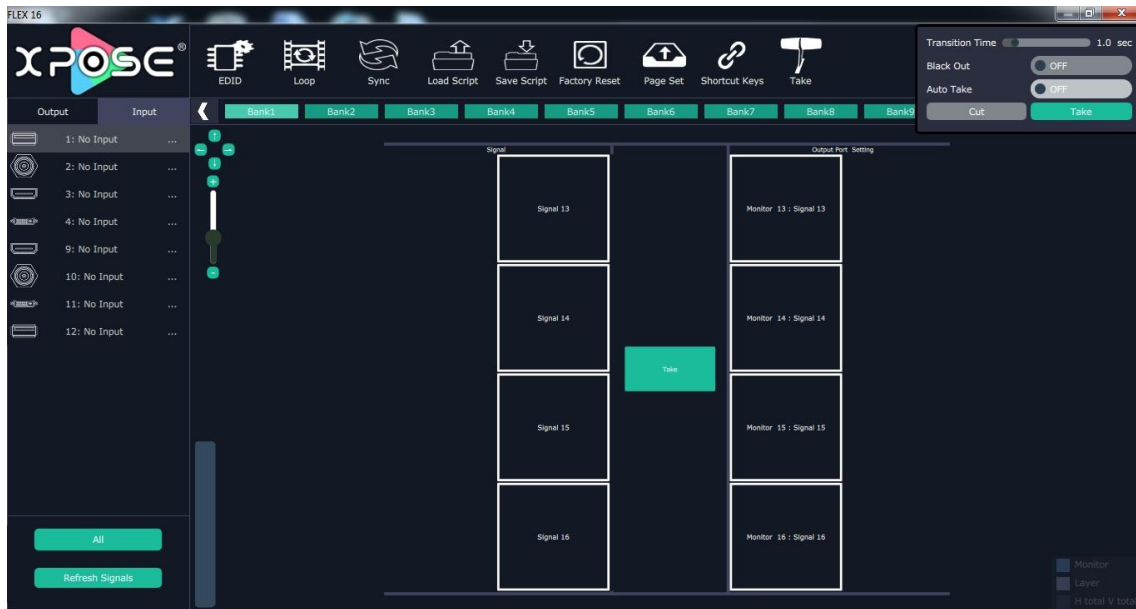 FLEX 16
XPOSE®
EDID
Loop
Sync
Load Script
Save Script
Factory Reset
Page Set
Shortcut Keys
Take
Transition Time 1.0 sec
Black Out OFF
Auto Take OFF
Cut Take
Output Input
Bank1 Bank2 Bank3 Bank4 Bank5 Bank6 Bank7 Bank8 Bank9
1: No Input ...
2: No Input ...
3: No Input ...
4: No Input ...
9: No Input ...
10: No Input ...
11: No Input ...
12: No Input ...
All
Refresh Signals
Signal Output Port Setting
Signal 13 Monitor 13 : Signal 13
Signal 14 Monitor 14 : Signal 14
Take
Signal 15 Monitor 15 : Signal 15
Signal 16 Monitor 16 : Signal 16
Monitor
Layer
H total V total